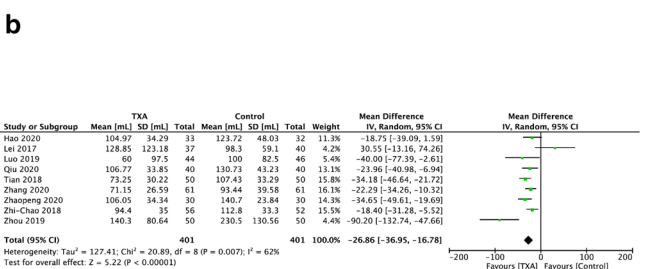 b
TXA Control Mean Difference Mean Difference
Study or Subgroup Mean [mL] SD [mL] Total Mean [mL] SD [mL] Total Weight IV, Random, 95% CI IV, Random, 95% CI
Hao 2020 104.97 34.29 33 123.72 48.03 32 11.3% -18.75 [-39.09, 1.59]
Lei 2017 128.85 123.18 37 98.3 59.1 40 4.2% 30.55 [-13.16, 74.26]
Luo 2019 60 97.5 44 100 82.5 46 5.2% -40.00 [-77.39, -2.61]
Qiu 2020 106.77 33.85 40 130.73 43.23 40 12.8% -23.96 [-40.98, -6.94]
Tian 2018 73.25 30.22 50 107.43 33.29 50 15.4% -34.18 [-46.64, -21.72]
Zhang 2020 71.15 26.59 61 93.44 39.58 61 15.8% -22.29 [-34.26, -10.32]
Zhaopeng 2020 106.05 34.34 30 140.7 23.84 30 13.9% -34.65 [-49.61, -19.69]
Zhi-Chao 2018 94.4 35 56 112.8 33.3 52 15.2% -18.40 [-31.28, -5.52]
Zhou 2019 140.3 80.64 50 230.5 130.56 50 4.3% -90.20 [-132.74, -47.66]
Total (95% CI) 401 401 100.0% -26.86 [-36.95, -16.78]
Heterogeneity: Tau² = 127.41; Chi² = 20.89, df = 8 (P = 0.007); I² = 62%
Test for overall effect: Z = 5.22 (P < 0.00001)
-200 -100 0 100 200
Favours [TXA] Favours [Control]